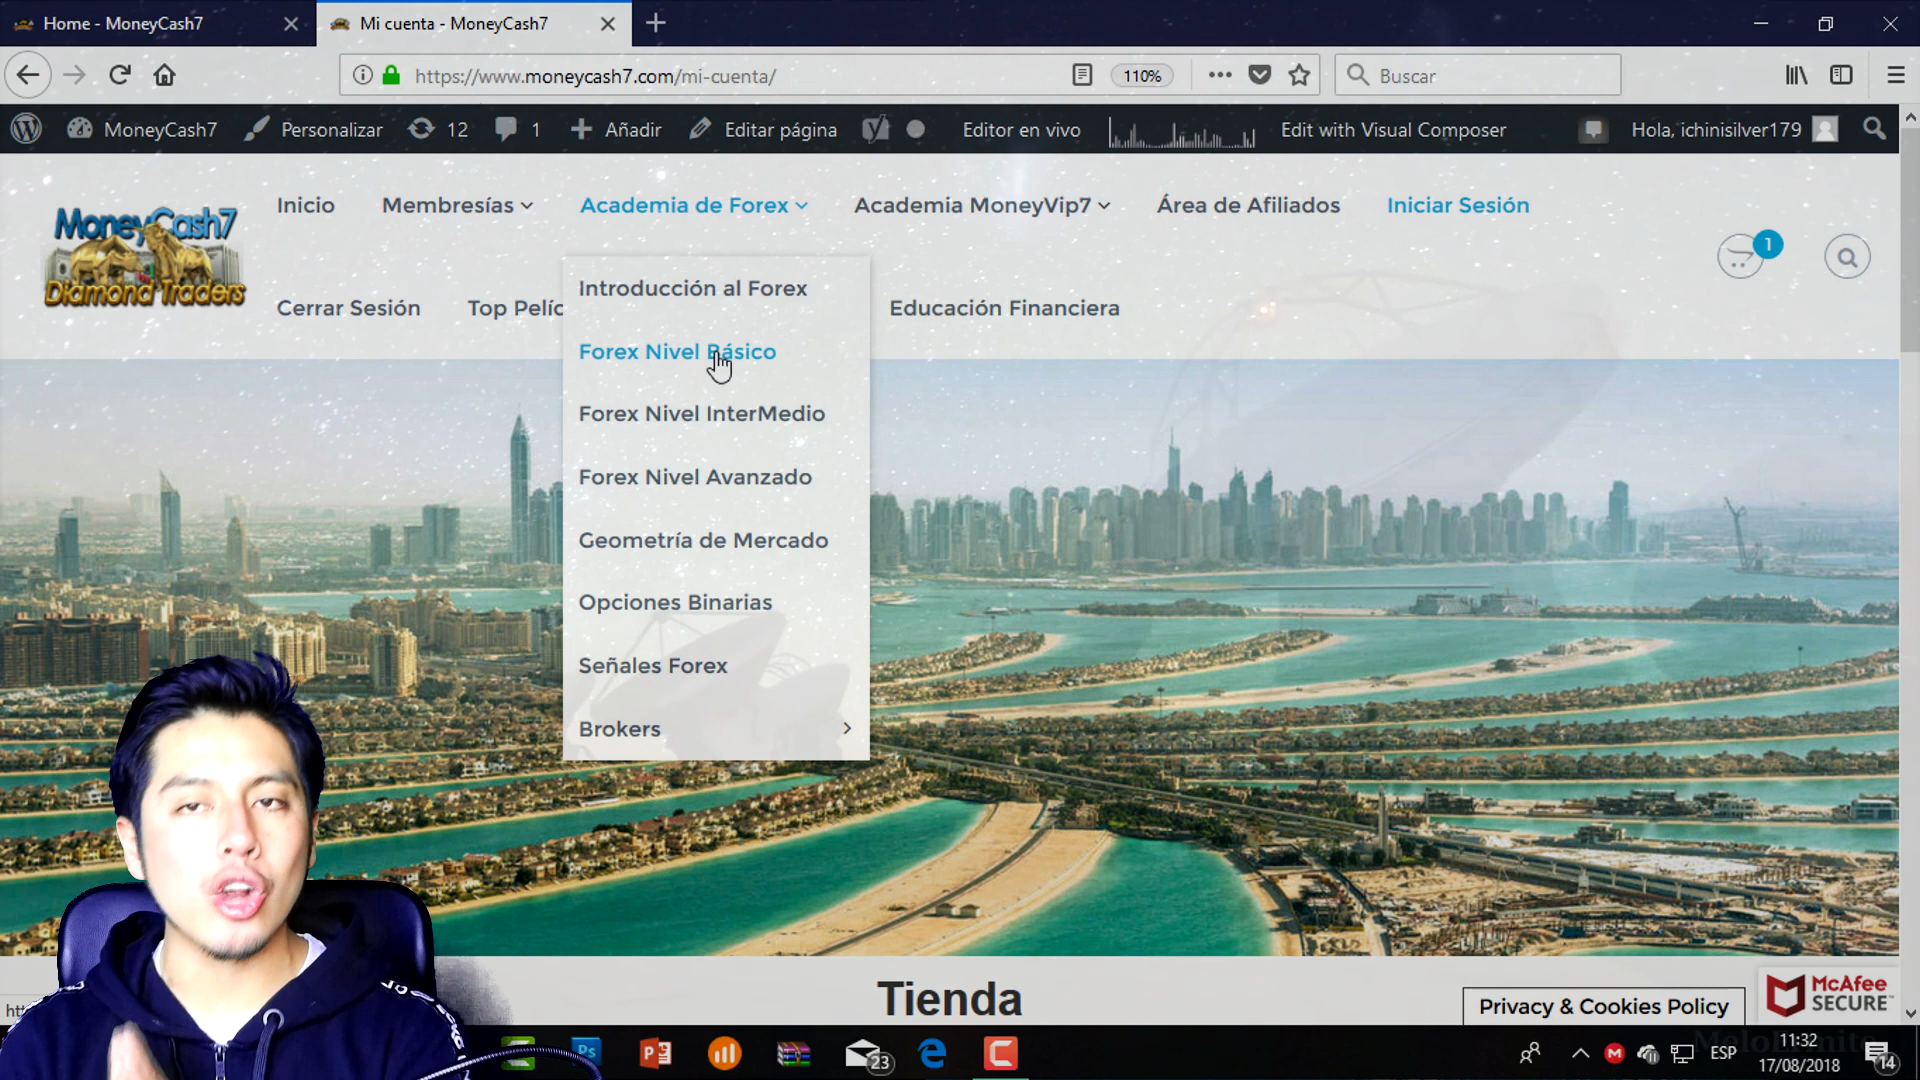 Home - MoneyCash7
Mi cuenta - MoneyCash7
https://www.moneycash7.com/mi-cuenta/
110%
Buscar
MoneyCash7
Personalizar
12
1
Añadir
Editar página
Editor en vivo
Edit with Visual Composer
Hola, ichinisilver179
MoneyCash7
Diamond Traders
Inicio
Membresías
Academia de Forex
Academia MoneyVip7
Área de Afiliados
Iniciar Sesión
1
Cerrar Sesión
Top Pelíc
Educación Financiera
Introducción al Forex
Forex Nivel Básico
Forex Nivel InterMedio
Forex Nivel Avanzado
Geometría de Mercado
Opciones Binarias
Señales Forex
Brokers
Tienda
Privacy & Cookies Policy
McAfee
SECURE
Ps
23
ESP
11:32
17/08/2018
14